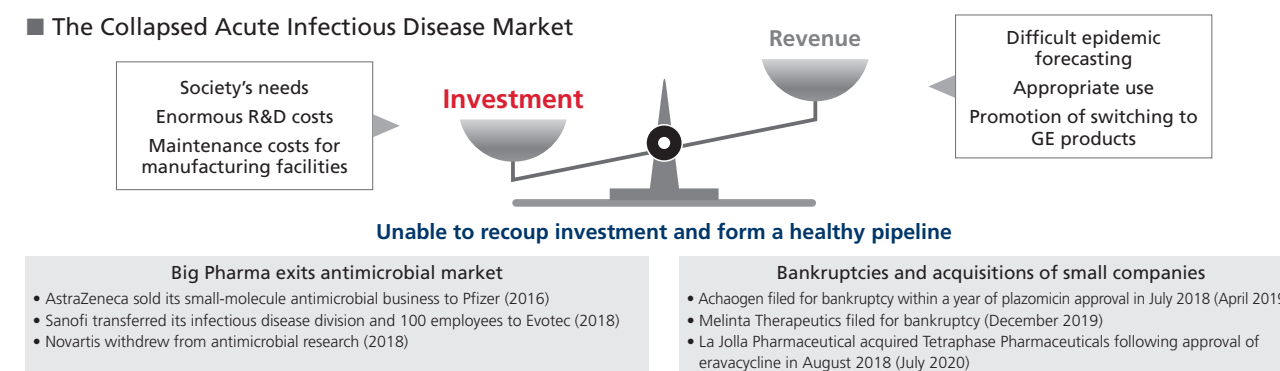 ■ The Collapsed Acute Infectious Disease Market
Society's needs
Enormous R&D costs
Maintenance costs for
manufacturing facilities
Investment
Revenue
Difficult epidemic
forecasting
Appropriate use
Promotion of switching to
GE products
Unable to recoup investment and form a healthy pipeline
Big Pharma exits antimicrobial market
• AstraZeneca sold its small-molecule antimicrobial business to Pfizer (2016)
• Sanofi transferred its infectious disease division and 100 employees to Evotec (2018)
• Novartis withdrew from antimicrobial research (2018)
Bankruptcies and acquisitions of small companies
• Achaogen filed for bankruptcy within a year of plazomicin approval in July 2018 (April 2019
• Melinta Therapeutics filed for bankruptcy (December 2019)
• La Jolla Pharmaceutical acquired Tetraphase Pharmaceuticals following approval of
eravacycline in August 2018 (July 2020)